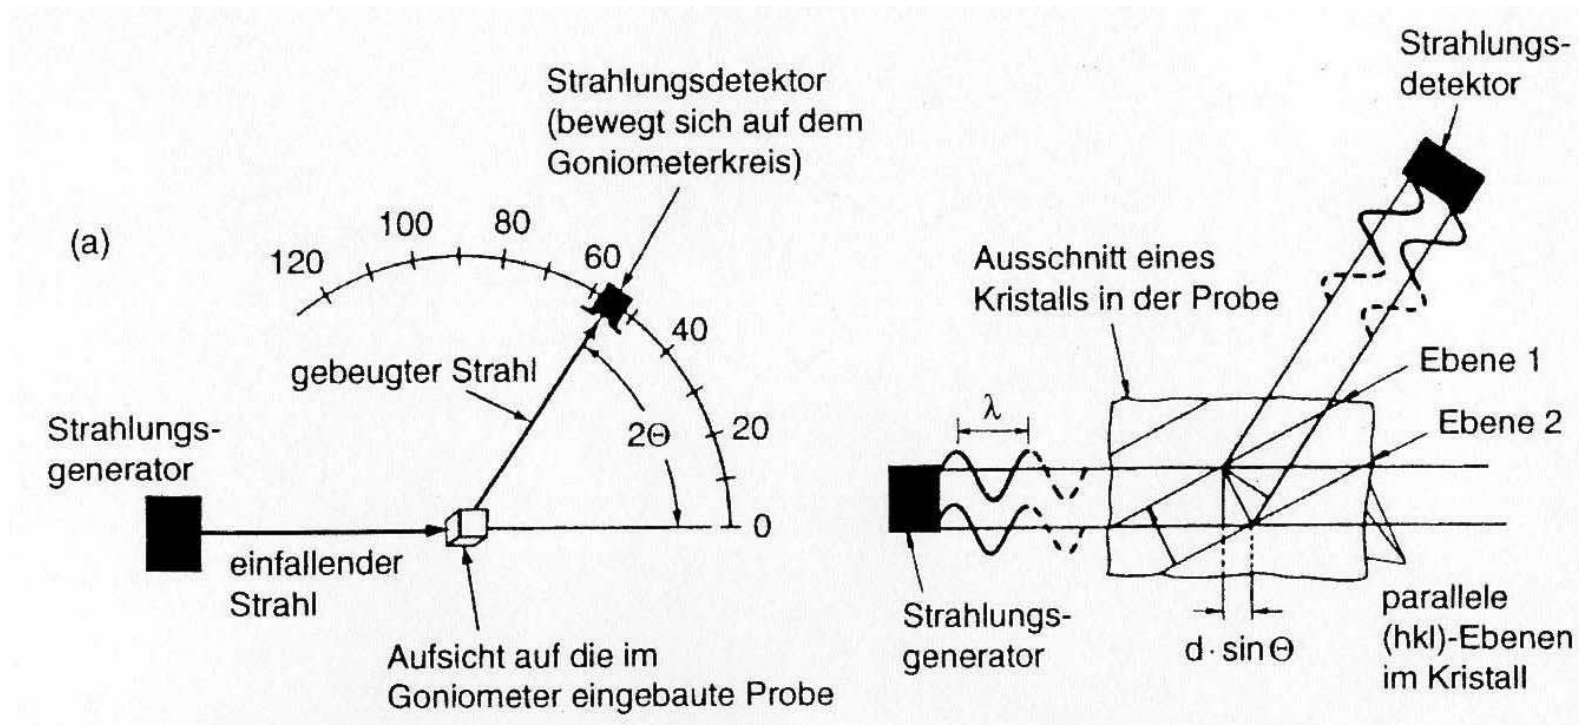 (a)
Strahlungsdetektor
(bewegt sich auf dem
Goniometerkreis)
120
100
80
60
40
20
0
gebeugter Strahl
2Θ
Strahlungs-
generator
einfallender
Strahl
Aufsicht auf die im
Goniometer eingebaute Probe
Strahlungs-
detektor
Ausschnitt eines
Kristalls in der Probe
Ebene 1
Ebene 2
λ
Strahlungs-
generator
d · sin Θ
parallele
(hkl)-Ebenen
im Kristall